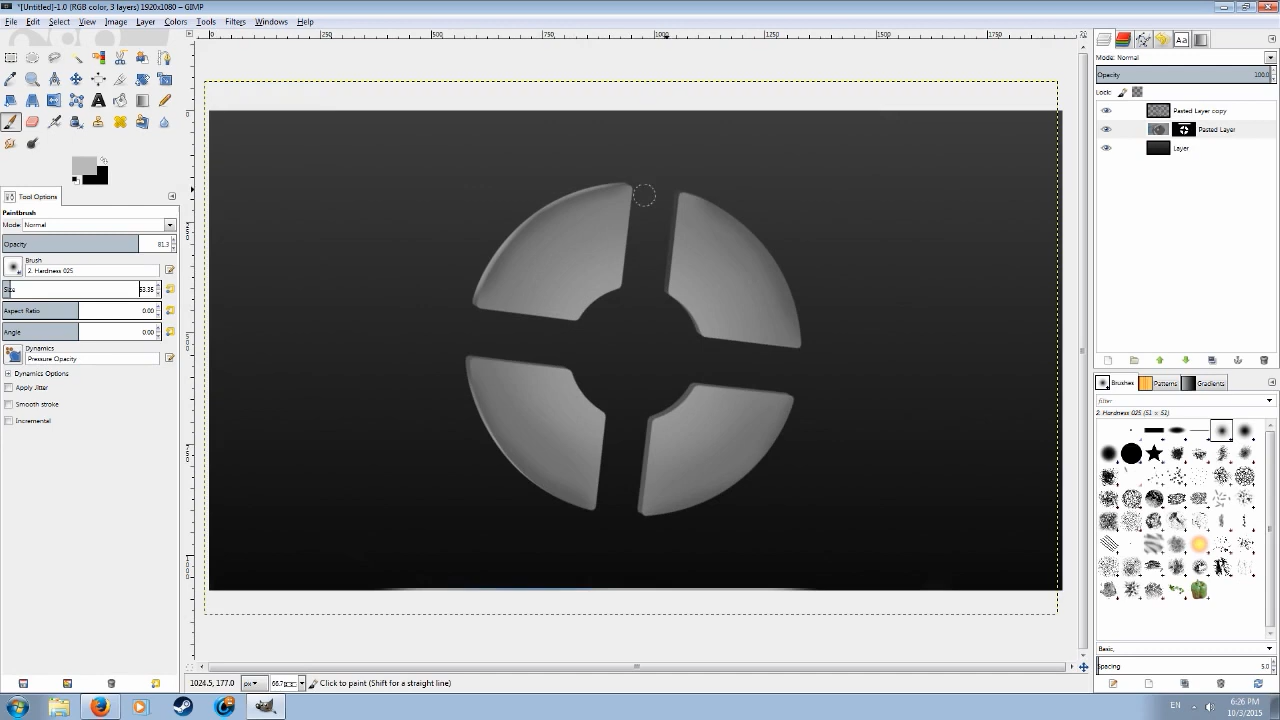 *[Untitled]-1.0 (RGB color, 3 layers) 1920x1080 – GIMP
File Edit Select View Image Layer Colors Tools Filters Windows Help
0 250 500 750 1000 1250 1500 1750
Mode: Normal
Opacity 100.0
Lock:
Pasted Layer copy
Pasted Layer
Layer
Tool Options
Paintbrush
Mode: Normal
Opacity 81.3
Brush
2. Hardness 025
Size 53.35
Aspect Ratio 0.00
Angle 0.00
Dynamics
Pressure Opacity
Dynamics Options
Apply Jitter
Smooth stroke
Incremental
Brushes Patterns Gradients
filter
2. Hardness 025 (51 × 51)
Basic,
Spacing 5.0
1024.5, 177.0 px 66.7 Click to paint (Shift for a straight line)
EN 6:26 PM
10/3/2015